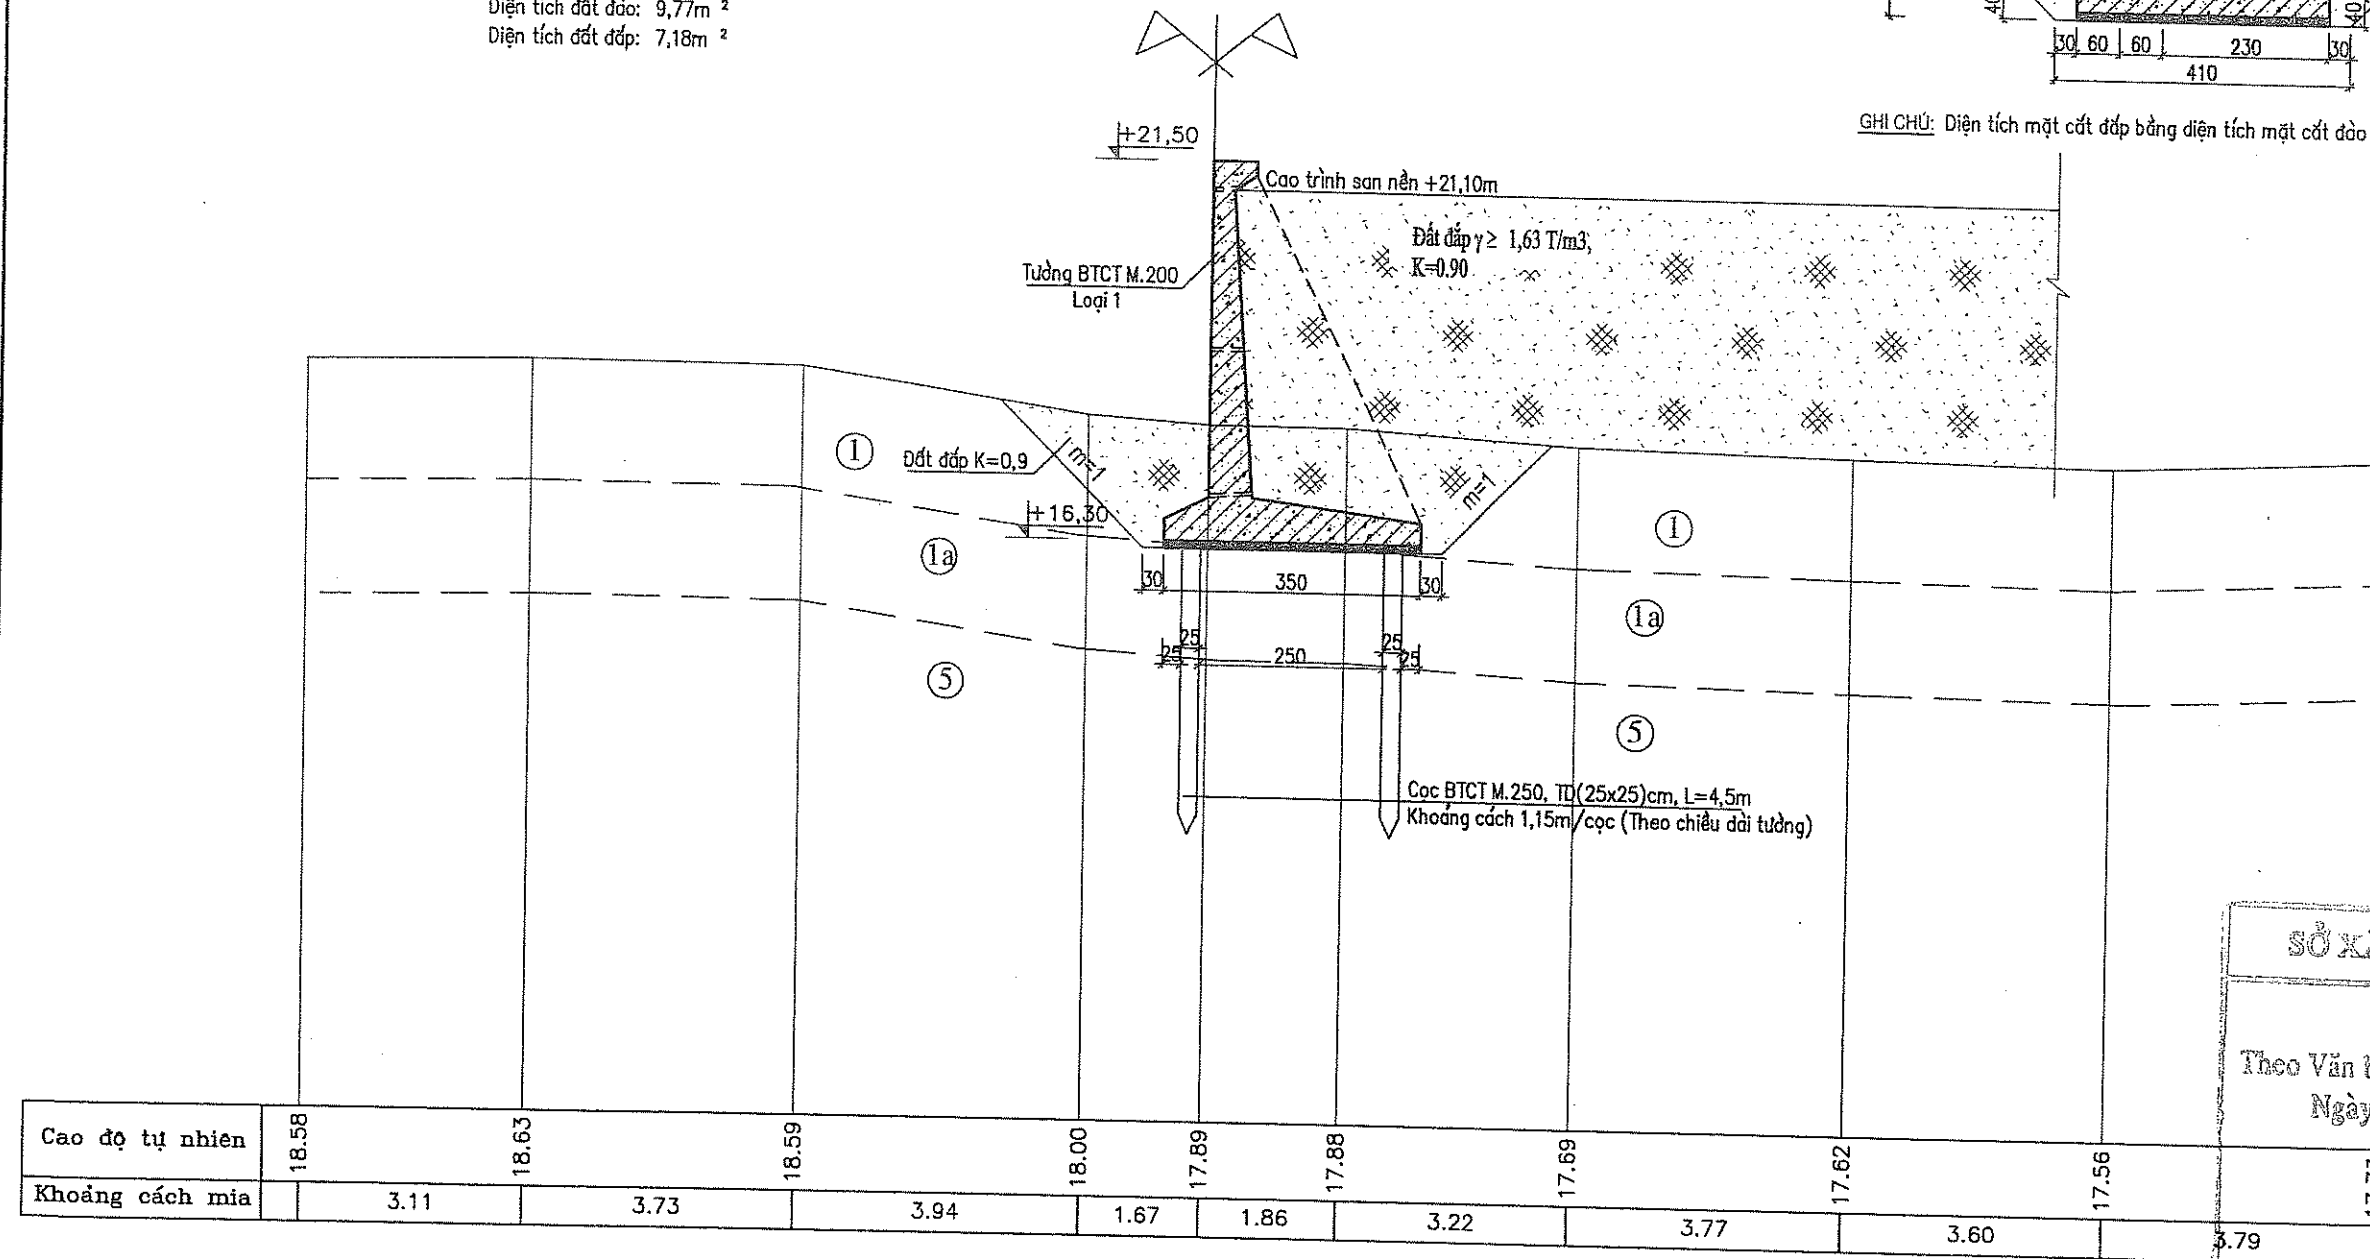 Diện tích đất đào: 9,77m ²
Diện tích đất đắp: 7,18m ²
40
40
30 60 60 230 30
410
GHI CHÚ: Diện tích mặt cắt đắp bằng diện tích mặt cắt đào
+21,50
Cao trình san nền +21,10m
Đất đắp γ ≥ 1,63 T/m3;
K=0.90
Tường BTCT M.200
Loại 1
1
Đất đắp K=0,9
m=1
m=1
+16,30
1
1a
30 350 30
1a
25 25
25 250 25
5
5
Cọc BTCT M.250, TD(25x25)cm, L=4,5m
Khoảng cách 1,15m/cọc (Theo chiều dài tường)
SỞ
Theo Văn
Ngày
Cao độ tự nhiên 18.58 18.63 18.59 18.00 17.89 17.88 17.69 17.62 17.56
Khoảng cách mia 3.11 3.73 3.94 1.67 1.86 3.22 3.77 3.60 3.79